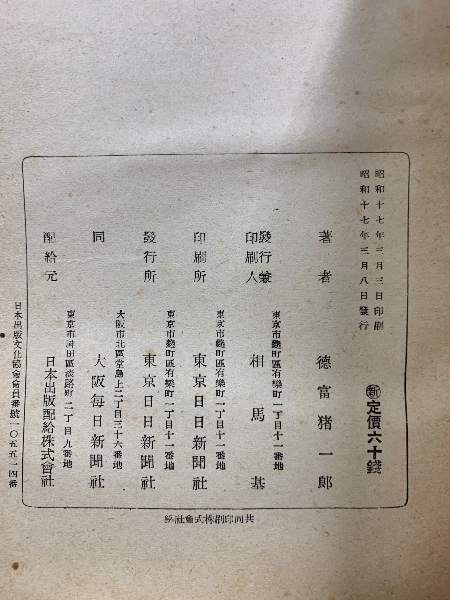 昭和十七年三月三日印刷
昭和十七年三月八日發行
㊟定價六十錢
著者 德富猪一郎
東京市麴町區有樂町一丁目十一番地
發行兼印刷人 相馬基
東京市麴町區有樂町一丁目十一番地
印刷所 東京日日新聞社
東京市麴町區有樂町一丁目十一番地
發行所 東京日日新聞社
大阪市北區堂島上二丁目三十六番地
同 大阪每日新聞社
東京市神田區淡路町二丁目九番地
配給元 日本出版配給株式會社
日本出版文化協會會員番號一〇五五一四番
共同印刷株式會社